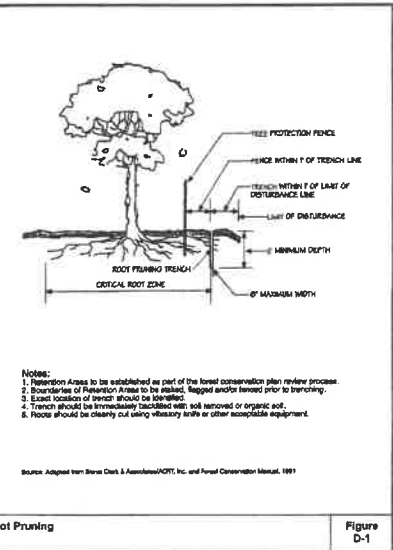 TREE PROTECTION FENCE
FENCE WITHIN 1' OF TRENCH LINE
TRENCH WITHIN 1' OF LIMIT OF
DISTURBANCE LINE
LIMIT OF DISTURBANCE
MINIMUM DEPTH
ROOT PRUNING TRENCH
CRITICAL ROOT ZONE
6" MAXIMUM WIDTH
Notes:
1. Retention Areas to be established as part of the forest conservation plan review process.
2. Boundaries of Retention Areas to be staked, flagged and/or fenced prior to trenching.
3. Exact location of trench should be identified.
4. Trench should be immediately backfilled with soil removed or organic soil.
5. Roots should be cleanly cut using vibratory knife or other acceptable equipment.
Source: Adapted from Steve Clark & Associates/ACRT, Inc. and Forest Conservation Manual, 1991
ot Pruning
Figure
D-1